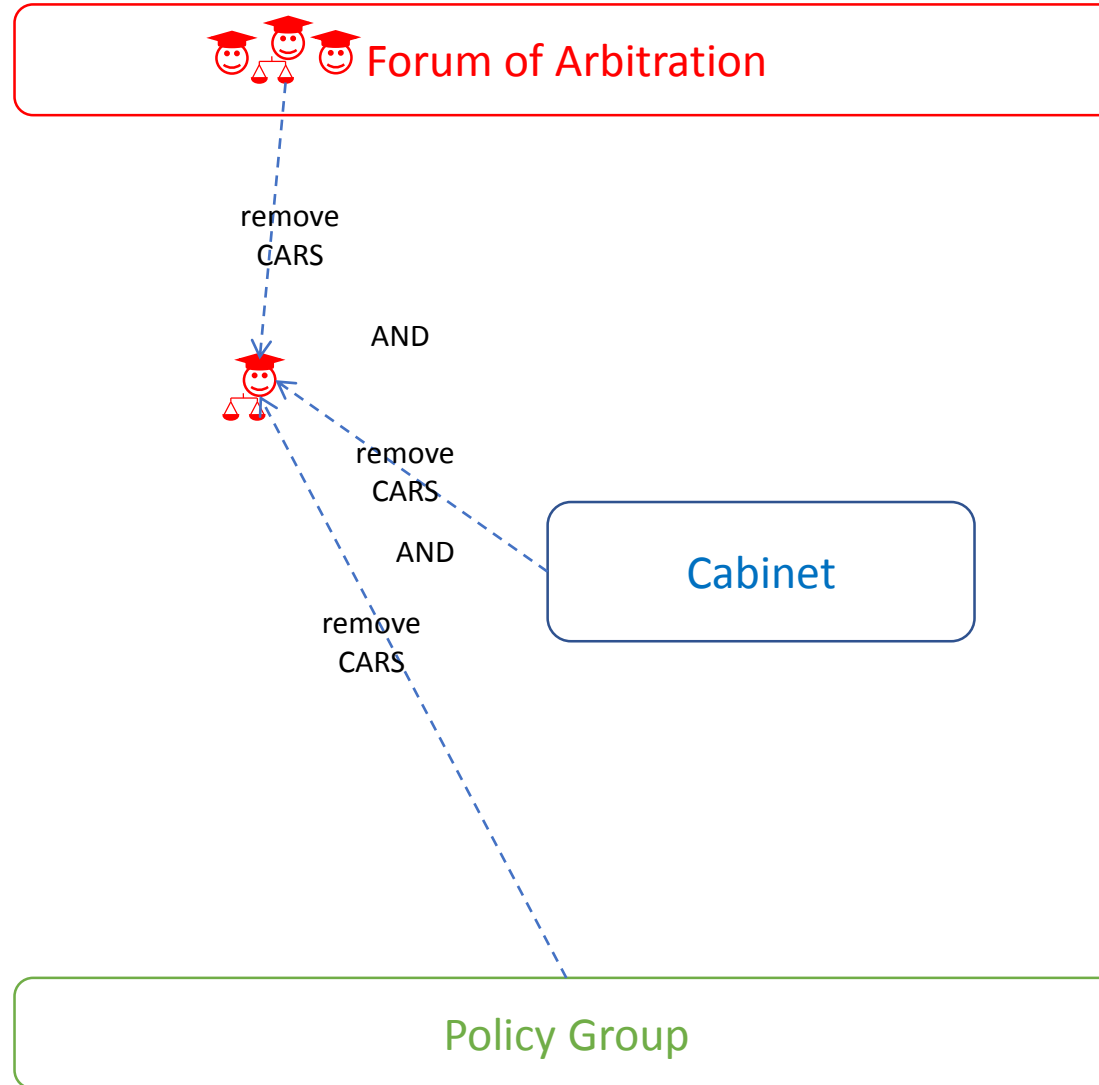 Forum of Arbitration
remove
CARS
AND
remove
CARS
AND
Cabinet
remove
CARS
Policy Group